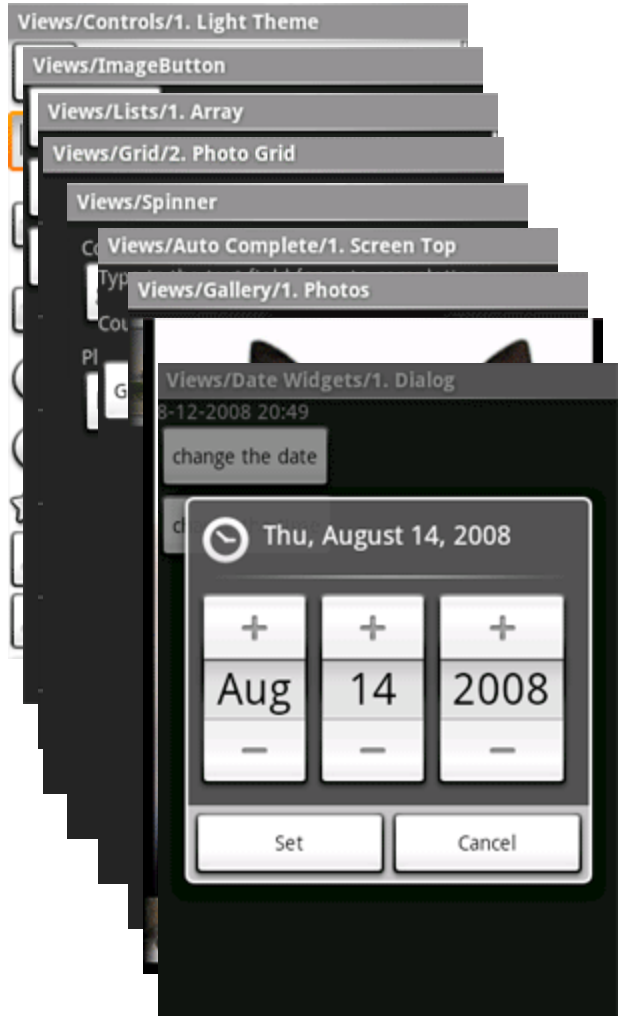 Views/Controls/1. Light Theme
Views/ImageButton
Views/Lists/1. Array
Views/Grid/2. Photo Grid
Views/Spinner
Views/Auto Complete/1. Screen Top
Views/Gallery/1. Photos
Views/Date Widgets/1. Dialog
8-12-2008 20:49
change the date
Thu, August 14, 2008
+ + +
Aug 14 2008
− − −
Set Cancel